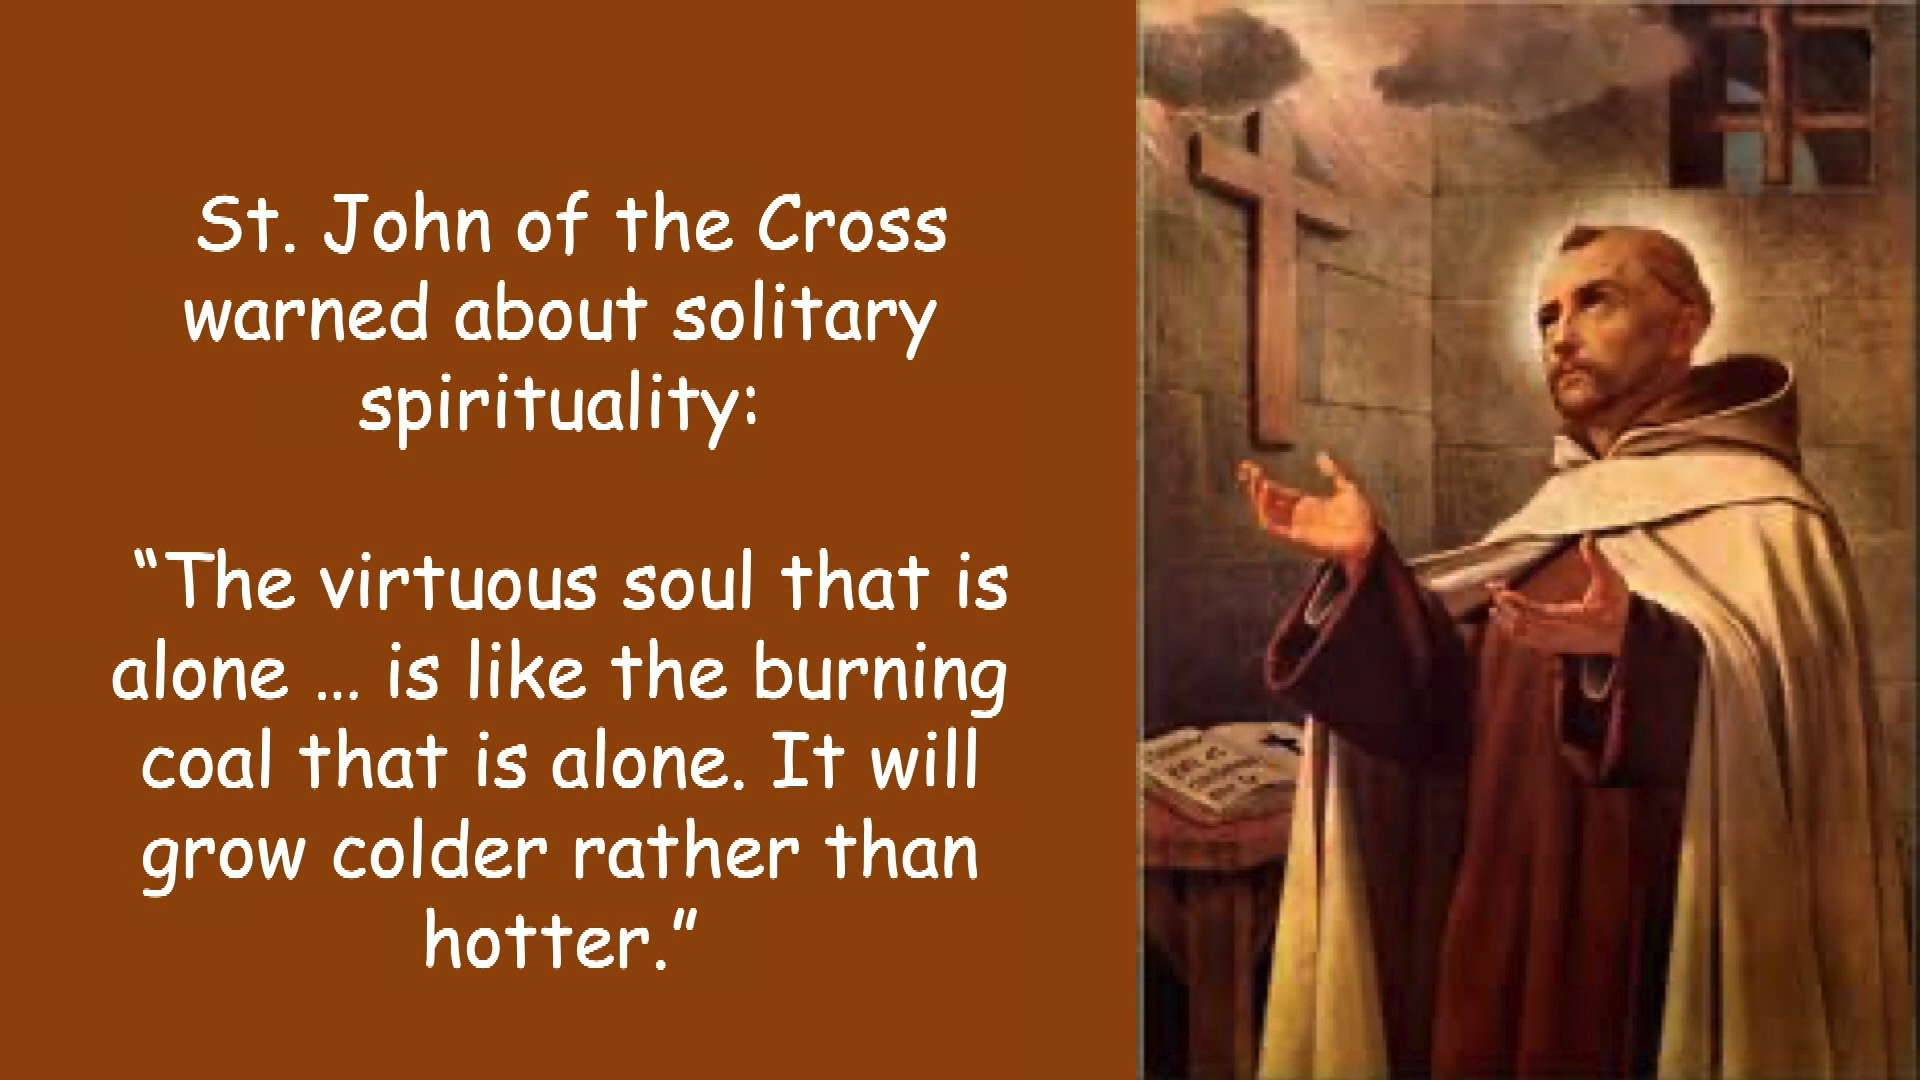 St. John of the Cross
warned about solitary
spirituality:
“The virtuous soul that is
alone … is like the burning
coal that is alone. It will
grow colder rather than
hotter.”